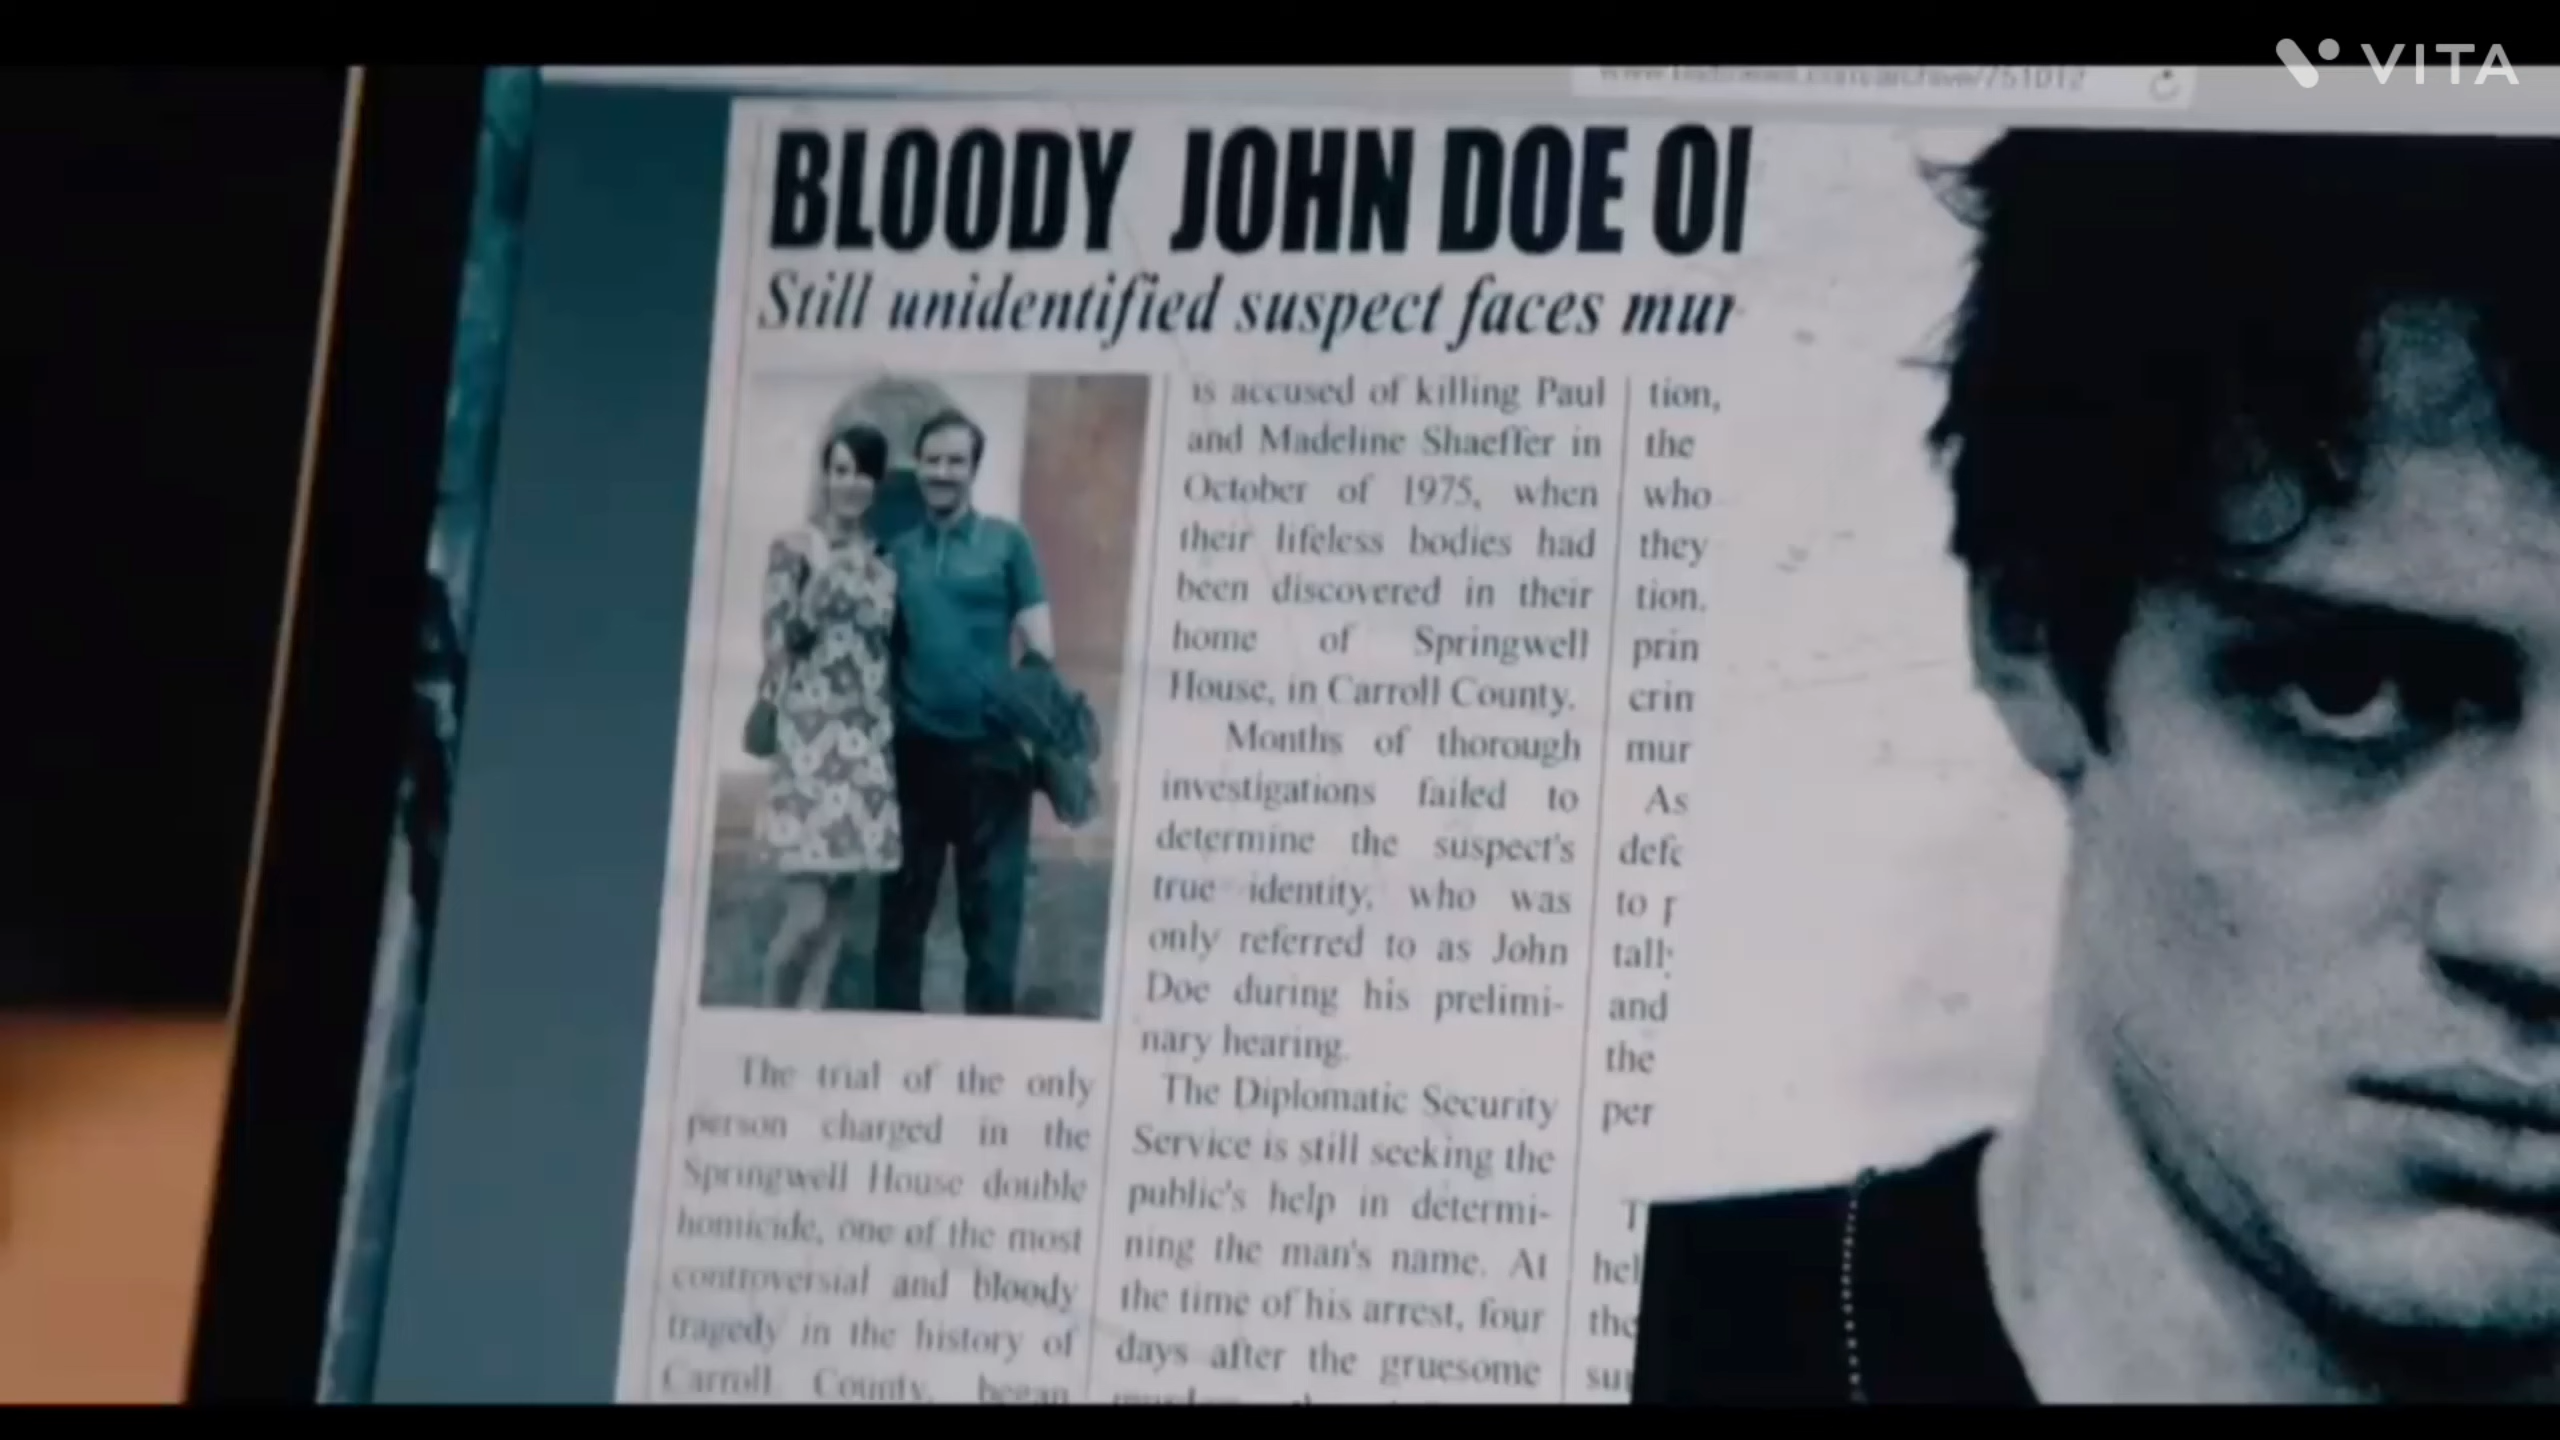 VITA
BLOODY JOHN DOE
Still unidentified suspect faces
The trial of the only
person charged in the
Springwell House double
homicide, one of the most
controversial and bloody
tragedy in the history of
Carroll County, began
is accused of killing Paul
and Madeline Shaeffer in
October of 1975, when
their lifeless bodies had
been discovered in their
home of Springwell
House, in Carroll County.
Months of thorough
investigations failed to
determine the suspect's
true identity, who was
only referred to as John
Doe during his prelimi-
nary hearing.
The Diplomatic Security
Service is still seeking the
public's help in determi-
ning the man's name. At
the time of his arrest, four
days after the gruesome
tion,
the
who
they
tion.
prin
crin
mur
As
to
and
the
per